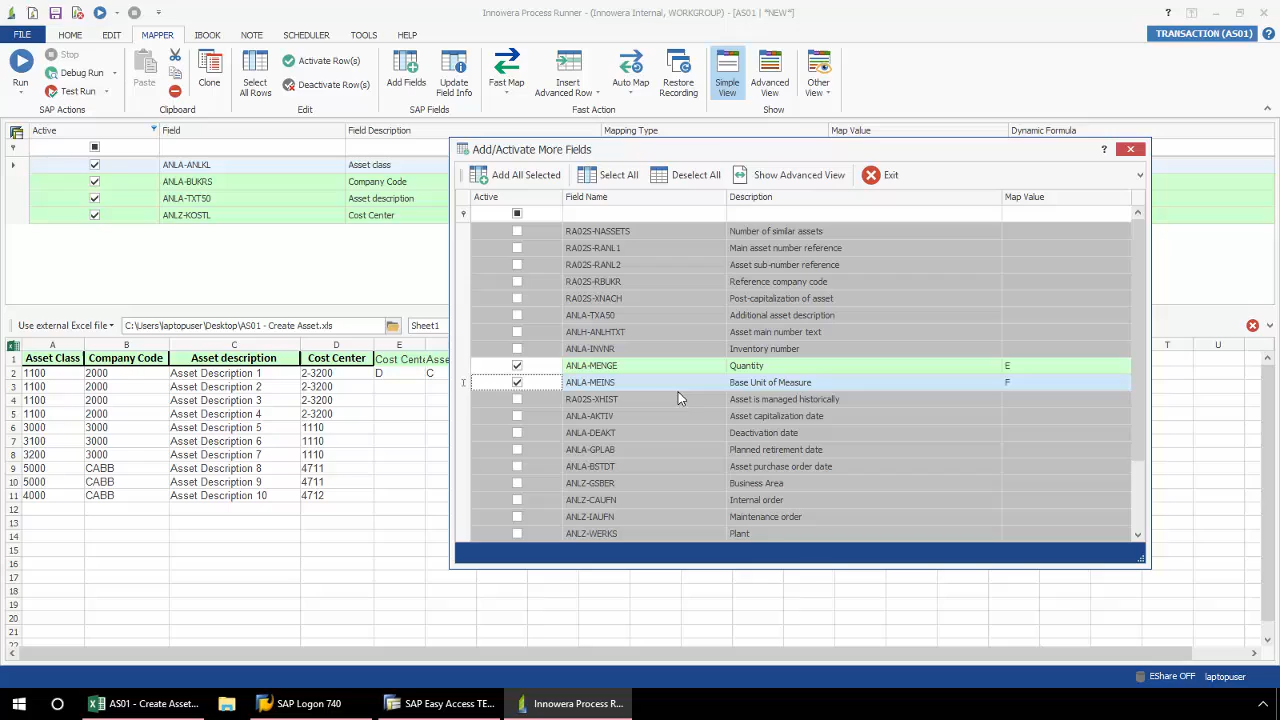 Innowera Process Runner - (Innowera Internal, WORKGROUP) - [AS01 | *NEW*]
FILE HOME EDIT MAPPER IBOOK NOTE SCHEDULER TOOLS HELP TRANSACTION (AS01)
Run
Stop
Debug Run
Test Run
SAP Actions
Paste
Clone
Clipboard
Select All Rows
Activate Row(s)
Deactivate Row(s)
Edit
Add Fields
Update Field Info
SAP Fields
Fast Map
Insert Advanced Row
Auto Map
Restore Recording
Fast Action
Simple View
Advanced View
Other View
Show
Active Field Field Description Mapping Type Map Value Dynamic Formula
ANLA-ANLKL Asset class
ANLA-BUKRS Company Code
ANLA-TXT50 Asset description
ANLZ-KOSTL Cost Center
Add/Activate More Fields
Add All Selected Select All Deselect All Show Advanced View Exit
Active Field Name Description Map Value
RA02S-NASSETS Number of similar assets
RA02S-RANL1 Main asset number reference
RA02S-RANL2 Asset sub-number reference
RA02S-RBUKR Reference company code
RA02S-XNACH Post-capitalization of asset
ANLA-TXA50 Additional asset description
ANLH-ANLHTXT Asset main number text
ANLA-INVNR Inventory number
ANLA-MENGE Quantity E
ANLA-MEINS Base Unit of Measure F
RA02S-XHIST Asset is managed historically
ANLA-AKTIV Asset capitalization date
ANLA-DEAKT Deactivation date
ANLA-GPLAB Planned retirement date
ANLA-BSTDT Asset purchase order date
ANLZ-GSBER Business Area
ANLZ-CAUFN Internal order
ANLZ-IAUFN Maintenance order
ANLZ-WERKS Plant
Use external Excel file C:\Users\laptopuser\Desktop\AS01 - Create Asset.xls Sheet1
A B C D E T U
1 Asset Class Company Code Asset description Cost Center Cost Cente Asse
2 1100 2000 Asset Description 1 2-3200 D C
3 1100 2000 Asset Description 2 2-3200
4 1100 2000 Asset Description 3 2-3200
5 1100 2000 Asset Description 4 2-3200
6 3000 3000 Asset Description 5 1110
7 3100 3000 Asset Description 6 1110
8 3200 3000 Asset Description 7 1110
9 5000 CABB Asset Description 8 4711
10 5000 CABB Asset Description 9 4711
11 4000 CABB Asset Description 10 4712
12
13
14
15
16
17
18
19
20
21
22
EShare OFF laptopuser
AS01 - Create Asset... SAP Logon 740 SAP Easy Access TE... Innowera Process R...